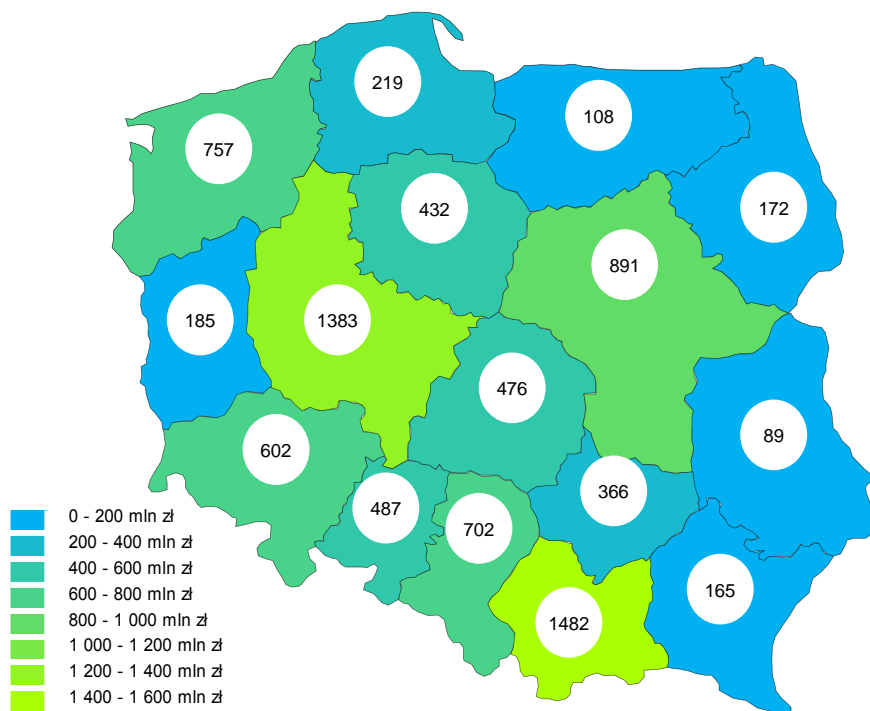 219
108
757
432
172
891
185
1383
476
89
602
366
487
702
165
1482
0 - 200 mln zł
200 - 400 mln zł
400 - 600 mln zł
600 - 800 mln zł
800 - 1 000 mln zł
1 000 - 1 200 mln zł
1 200 - 1 400 mln zł
1 400 - 1 600 mln zł